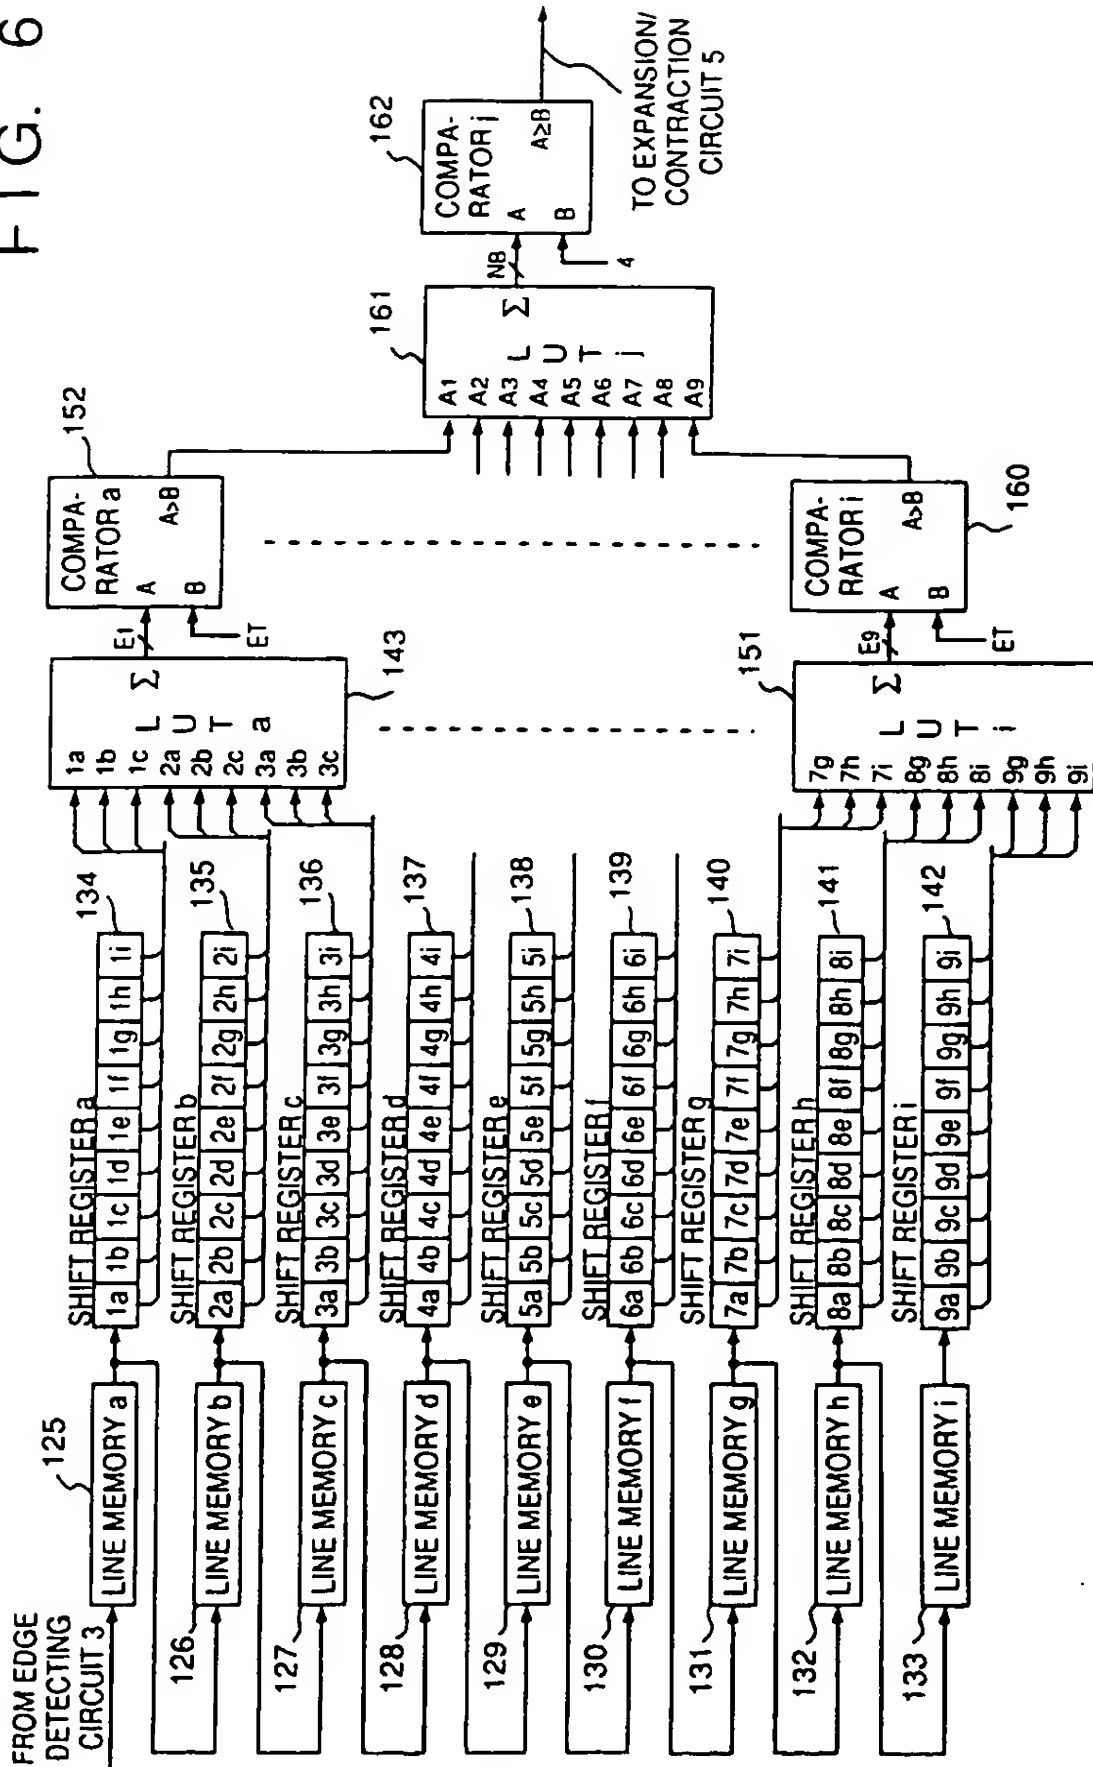 FIG. 6
FROM EDGE
DETECTING
CIRCUIT 3
125
LINE MEMORY a
SHIFT REGISTER a
1a 1b 1c 1d 1e 1f 1g 1h 1i
134
126
LINE MEMORY b
SHIFT REGISTER b
2a 2b 2c 2d 2e 2f 2g 2h 2i
135
127
LINE MEMORY c
SHIFT REGISTER c
3a 3b 3c 3d 3e 3f 3g 3h 3i
136
128
LINE MEMORY d
SHIFT REGISTER d
4a 4b 4c 4d 4e 4f 4g 4h 4i
137
129
LINE MEMORY e
SHIFT REGISTER e
5a 5b 5c 5d 5e 5f 5g 5h 5i
138
130
LINE MEMORY f
SHIFT REGISTER f
6a 6b 6c 6d 6e 6f 6g 6h 6i
139
131
LINE MEMORY g
SHIFT REGISTER g
7a 7b 7c 7d 7e 7f 7g 7h 7i
140
132
LINE MEMORY h
SHIFT REGISTER h
8a 8b 8c 8d 8e 8f 8g 8h 8i
141
133
LINE MEMORY i
SHIFT REGISTER i
9a 9b 9c 9d 9e 9f 9g 9h 9i
142
1a
1b
1c
2a
2b
2c
3a
3b
3c
L
U
T
a
Σ
143
E1
ET
COMPA-
RATOR a
A
B
A>B
152
7g
7h
7i
8g
8h
8i
9g
9h
9i
L
U
T
i
Σ
151
E9
ET
COMPA-
RATOR i
A
B
A>B
160
A1
A2
A3
A4
A5
A6
A7
A8
A9
L
U
T
j
Σ
161
NB
4
COMPA-
RATOR j
A
B
A≥B
162
TO EXPANSION/
CONTRACTION
CIRCUIT 5